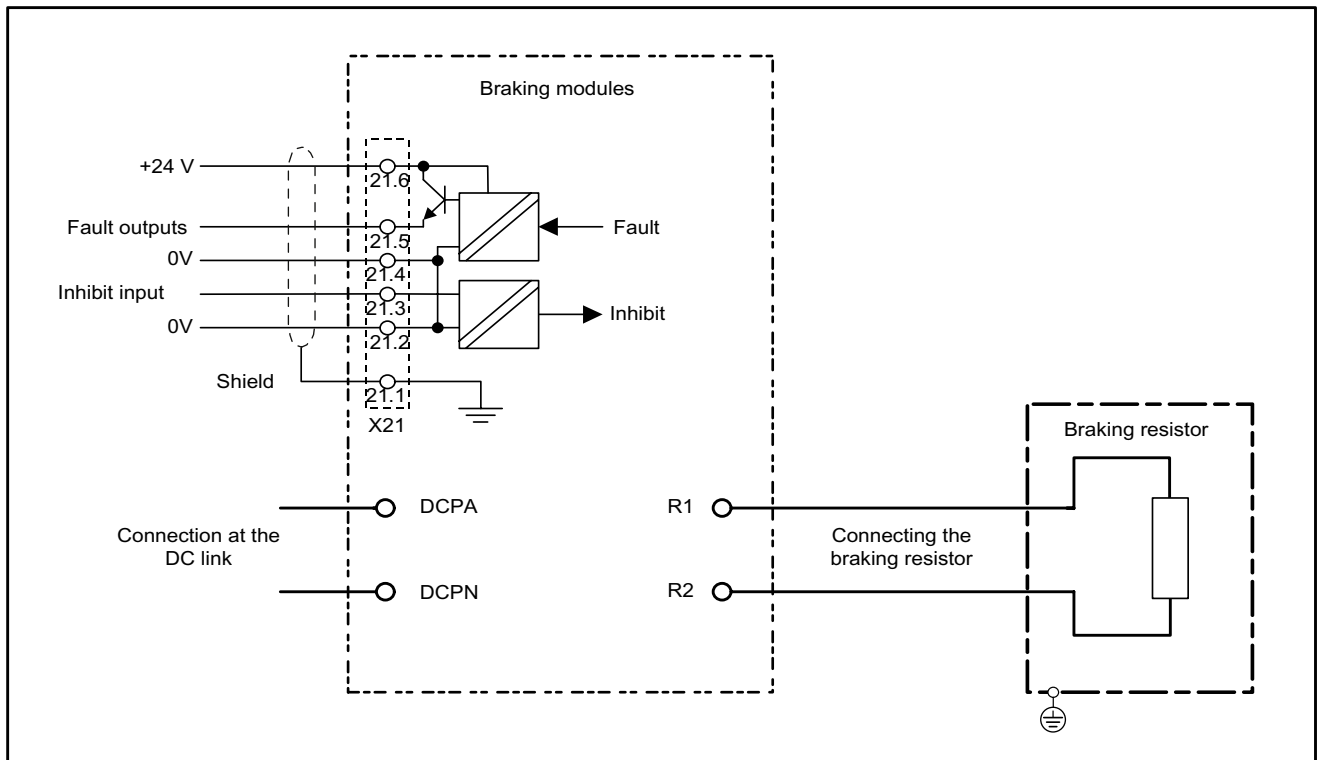 Braking modules
+24 V
21.6
Fault outputs
21.5
Fault
0V
21.4
Inhibit input
21.3
Inhibit
0V
21.2
Shield
21.1
X21
Braking resistor
DCPA
R1
Connection at the
DC link
Connecting the
braking resistor
DCPN
R2